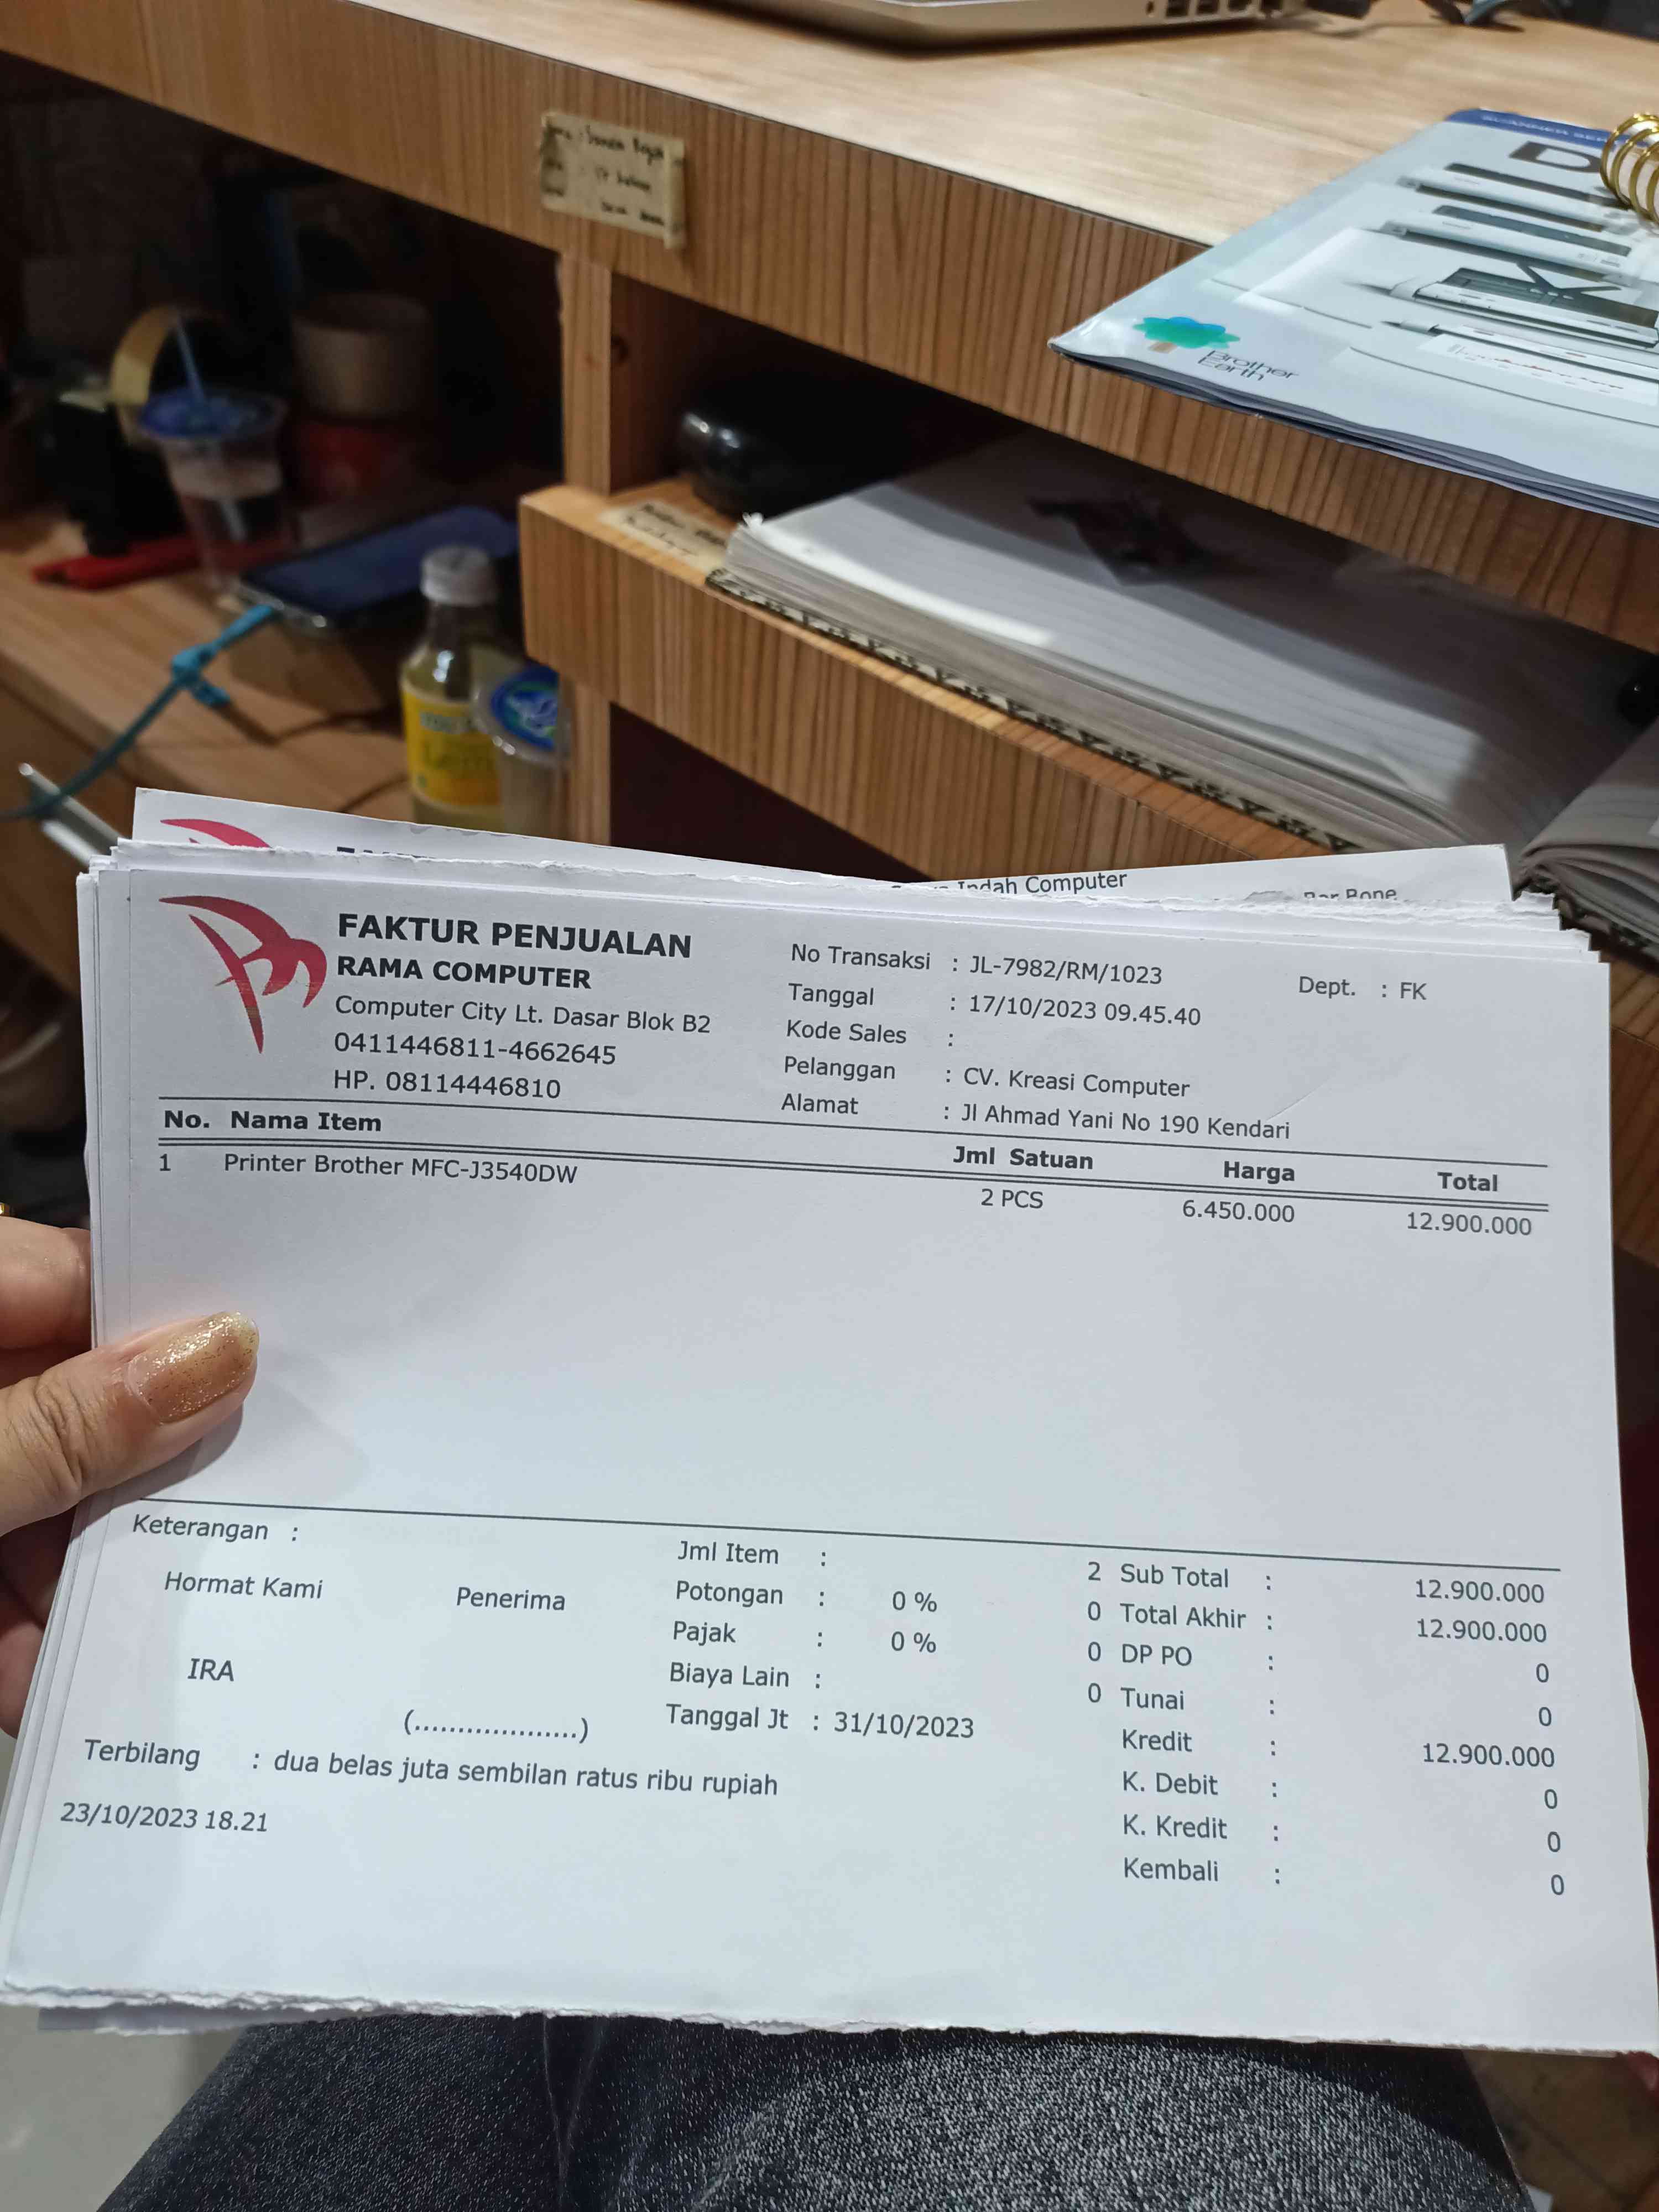 Brother
Earth
Indah Computer
Bone
FAKTUR PENJUALAN
RAMA COMPUTER
Computer City Lt. Dasar Blok B2
0411446811-4662645
HP. 08114446810
No Transaksi : JL-7982/RM/1023 Dept. : FK
Tanggal : 17/10/2023 09.45.40
Kode Sales :
Pelanggan : CV. Kreasi Computer
Alamat : Jl Ahmad Yani No 190 Kendari
No. Nama Item Jml Satuan Harga Total
1 Printer Brother MFC-J3540DW 2 PCS 6.450.000 12.900.000
Keterangan :
Hormat Kami Penerima
IRA
(...................)
Jml Item : 2
Potongan : 0 % 0
Pajak : 0 % 0
Biaya Lain : 0
Tanggal Jt : 31/10/2023
Sub Total : 12.900.000
Total Akhir : 12.900.000
DP PO : 0
Tunai : 0
Kredit : 12.900.000
K. Debit : 0
K. Kredit : 0
Kembali : 0
Terbilang : dua belas juta sembilan ratus ribu rupiah
23/10/2023 18.21